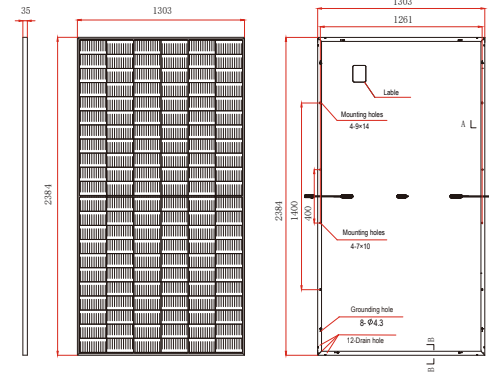 35
1303
2384
1303
1261
Lable
Mounting holes
4-9×14
A
2384
1400
400
Mounting holes
4-7×10
Grounding hole
8-Φ4.3
12-Drain hole
B
B